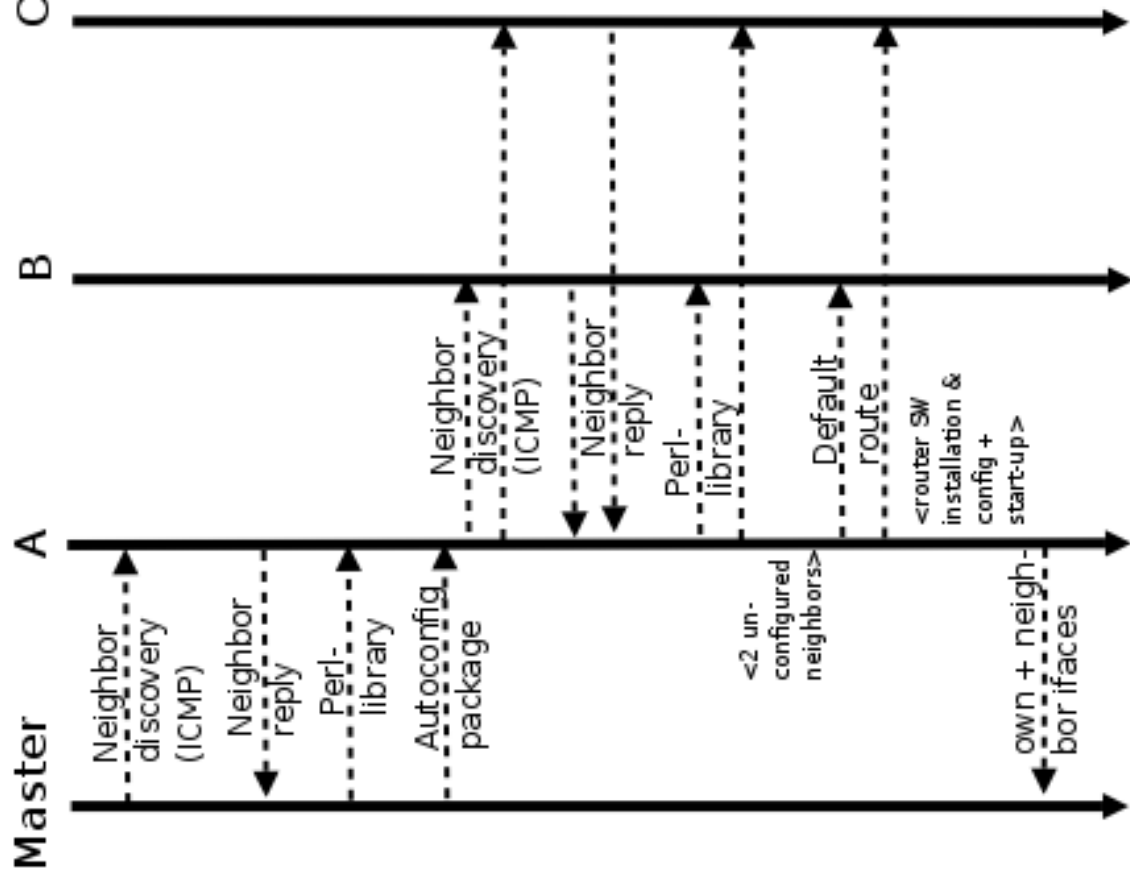 Master
A
B
C
Neighbor
discovery
(ICMP)
Neighbor
reply
Perl-
library
Autoconfig
package
Neighbor
discovery
(ICMP)
Neighbor
reply
Perl-
library
<2 un-
configured
neighbors>
Default
route
<router SW
installation &
config +
start-up>
own + neigh-
bor ifaces